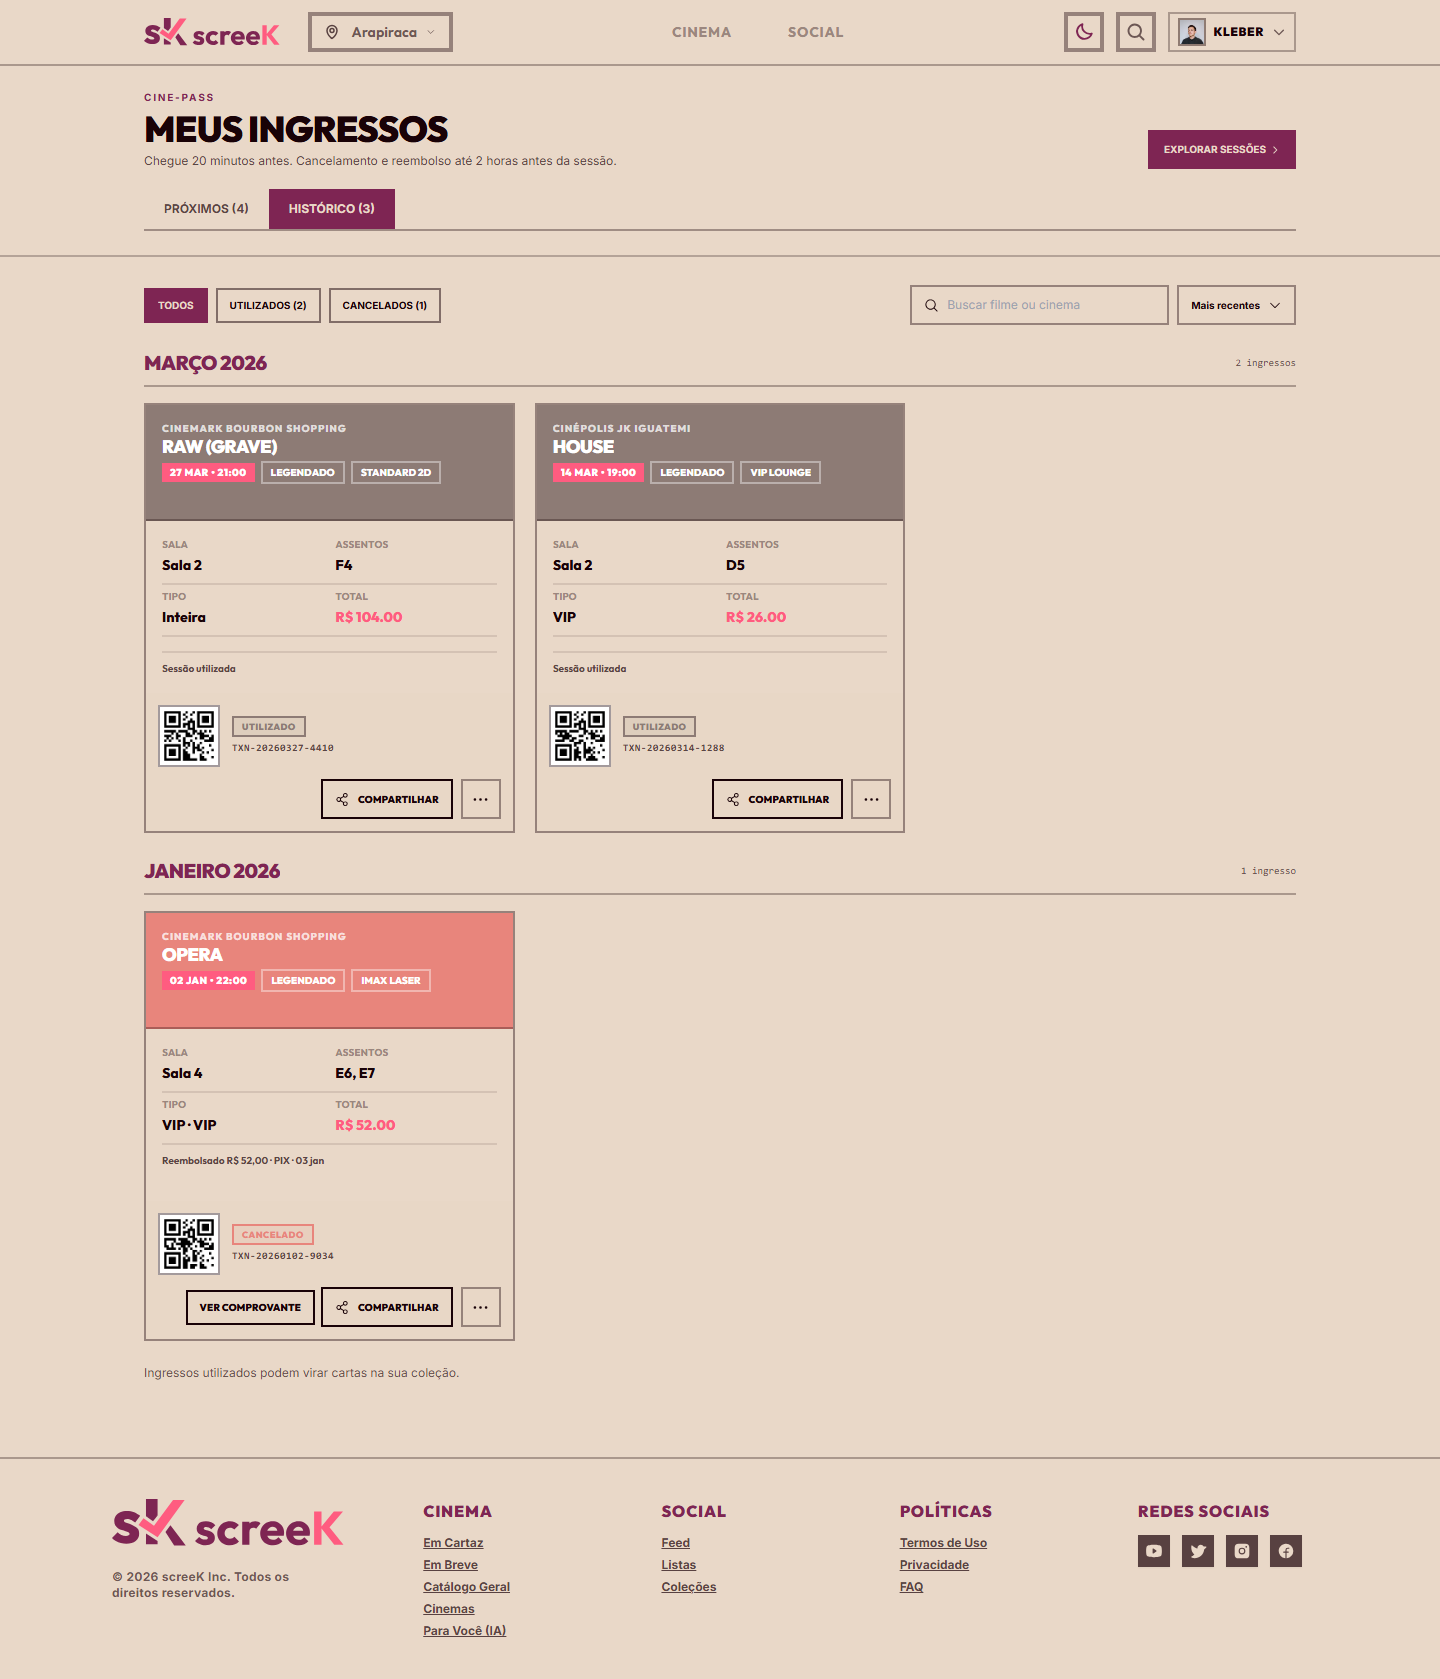 sK screeK
Arapiraca
CINEMA
SOCIAL
KLEBER
CINE-PASS
MEUS INGRESSOS
Chegue 20 minutos antes. Cancelamento e reembolso até 2 horas antes da sessão.
EXPLORAR SESSÕES
PRÓXIMOS (4)
HISTÓRICO (3)
TODOS
UTILIZADOS (2)
CANCELADOS (1)
Buscar filme ou cinema
Mais recentes
MARÇO 2026
2 ingressos
CINEMARK BOURBON SHOPPING
RAW (GRAVE)
27 MAR • 21:00
LEGENDADO
STANDARD 2D
SALA
ASSENTOS
Sala 2
F4
TIPO
TOTAL
Inteira
R$ 104.00
Sessão utilizada
UTILIZADO
TXN-20260327-4410
COMPARTILHAR
CINÉPOLIS JK IGUATEMI
HOUSE
14 MAR • 19:00
LEGENDADO
VIP LOUNGE
SALA
ASSENTOS
Sala 2
D5
TIPO
TOTAL
VIP
R$ 26.00
Sessão utilizada
UTILIZADO
TXN-20260314-1288
COMPARTILHAR
JANEIRO 2026
1 ingresso
CINEMARK BOURBON SHOPPING
OPERA
02 JAN • 22:00
LEGENDADO
IMAX LASER
SALA
ASSENTOS
Sala 4
E6, E7
TIPO
TOTAL
VIP · VIP
R$ 52.00
Reembolsado R$ 52,00 · PIX · 03 jan
CANCELADO
TXN-20260102-9034
VER COMPROVANTE
COMPARTILHAR
Ingressos utilizados podem virar cartas na sua coleção.
sK screeK
© 2026 screeK Inc. Todos os
direitos reservados.
CINEMA
Em Cartaz
Em Breve
Catálogo Geral
Cinemas
Para Você (IA)
SOCIAL
Feed
Listas
Coleções
POLÍTICAS
Termos de Uso
Privacidade
FAQ
REDES SOCIAIS